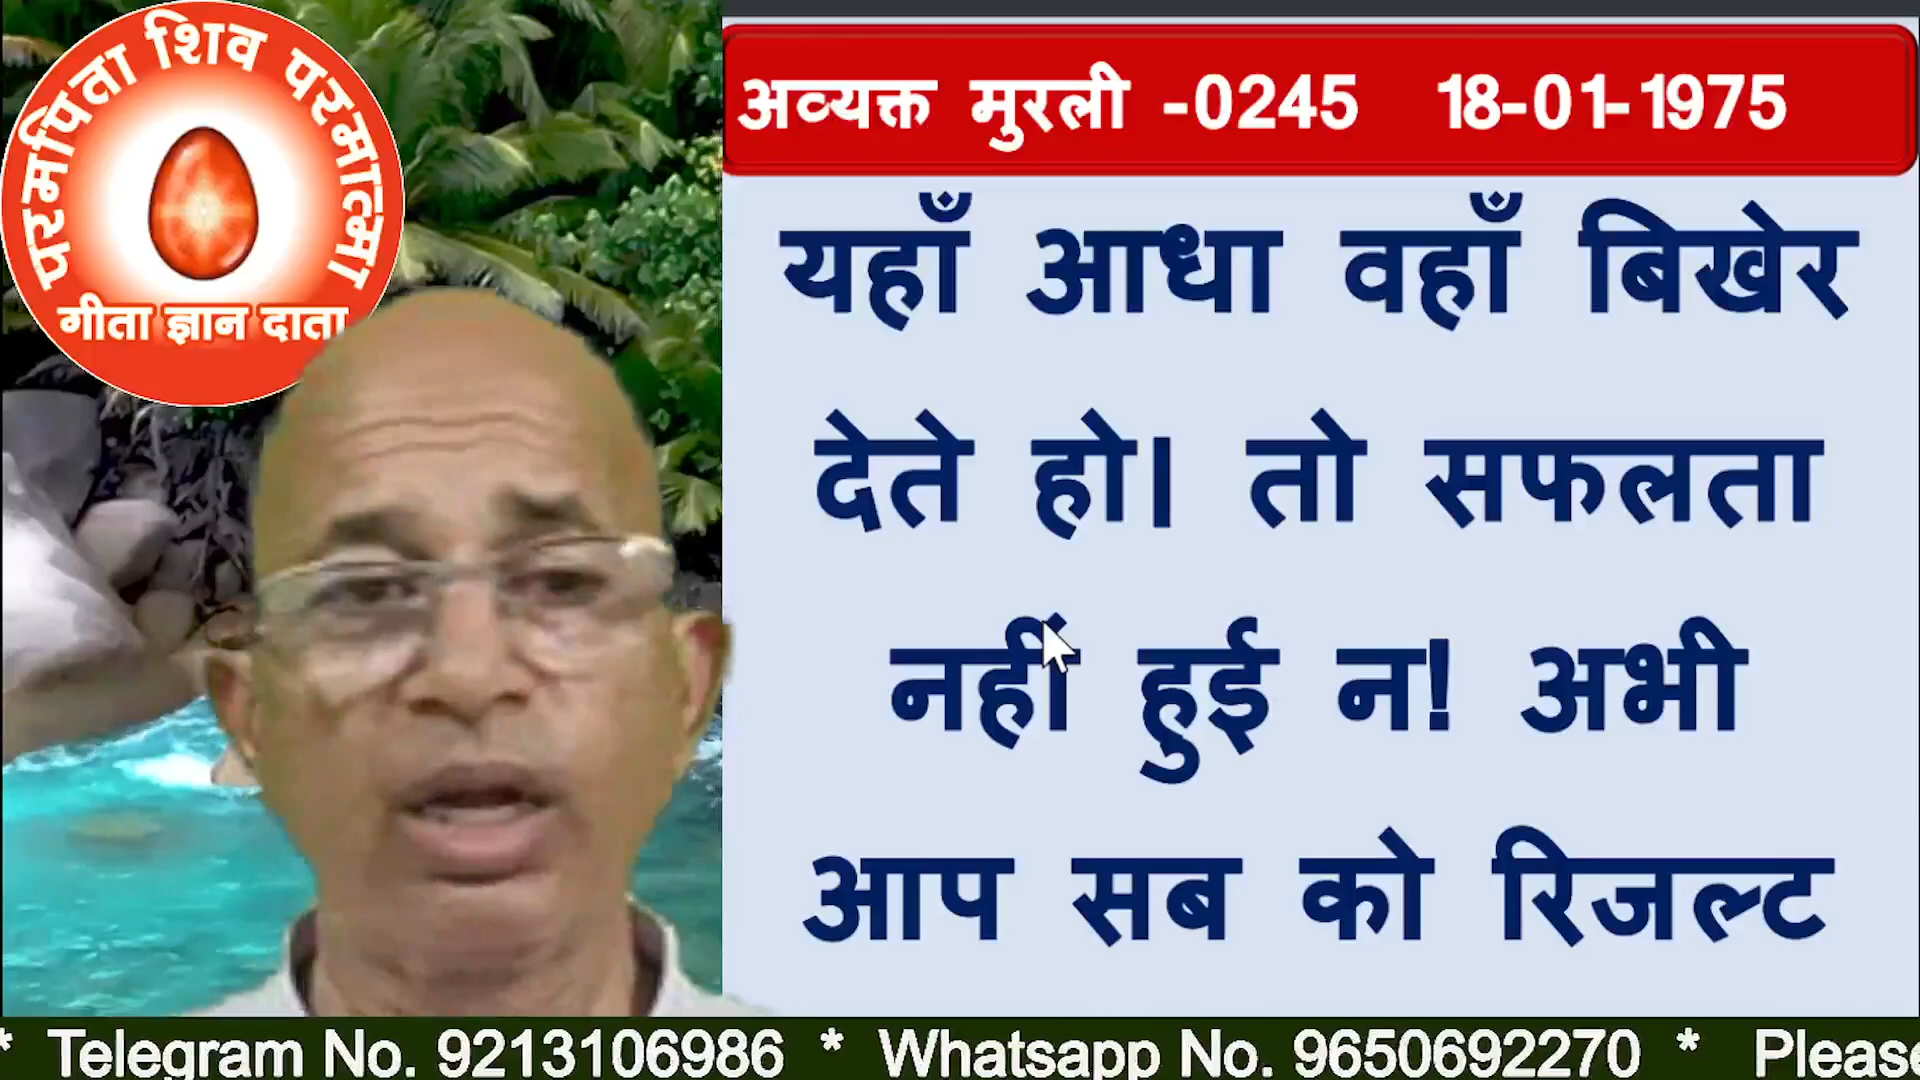 परमपिता शिव परमात्मा
गीता ज्ञान दाता
अव्यक्त मुरली -0245 18-01-1975
यहाँ आधा वहाँ बिखेर
देते हो। तो सफलता
नहीं हुई न! अभी
आप सब को रिजल्ट
* Telegram No. 9213106986 * Whatsapp No. 9650692270 * Please